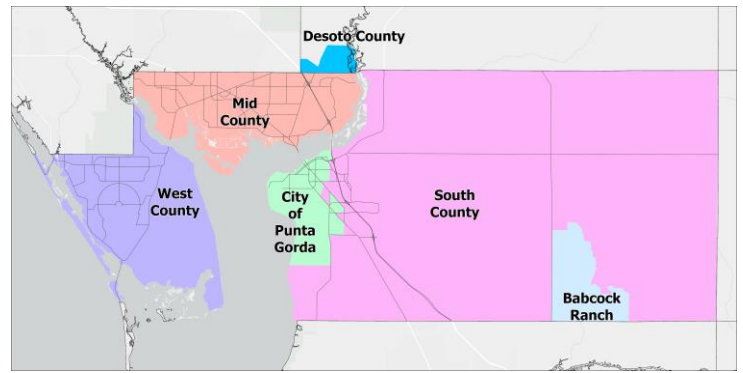 Desoto County
Mid
County
West
County
City
of
Punta
Gorda
South
County
Babcock
Ranch